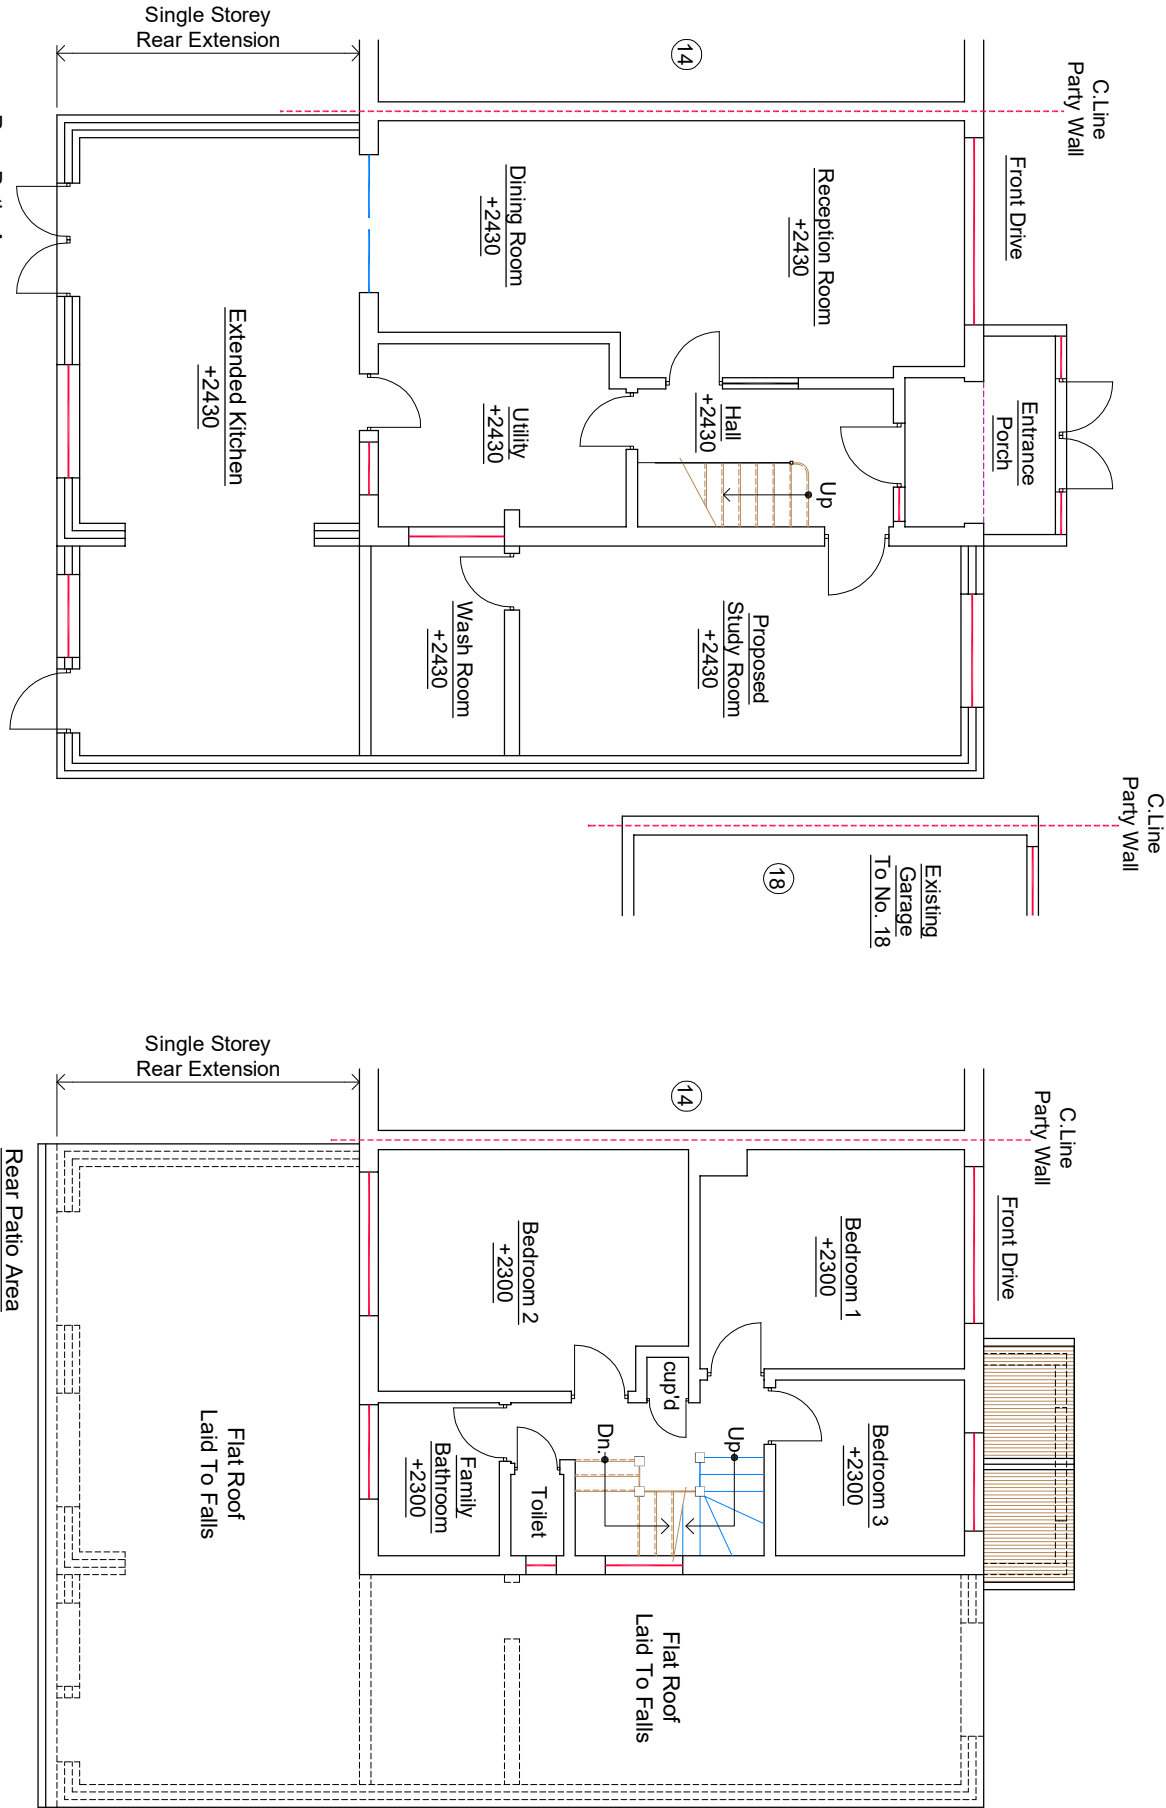 Single Storey
Rear Extension
14
C.Line
Party Wall
Front Drive
Reception Room
+2430
Dining Room
+2430
Entrance
Porch
Hall
+2430
Utility
+2430
Extended Kitchen
+2430
Up
Proposed
Study Room
+2430
Wash Room
+2430
C.Line
Party Wall
Existing
Garage
To No. 18
18
Single Storey
Rear Extension
14
C.Line
Party Wall
Front Drive
Rear Patio Area
Bedroom 1
+2300
Bedroom 2
+2300
cup'd
Bedroom 3
+2300
Up
Dn.
Family
Bathroom
+2300
Toilet
Flat Roof
Laid To Falls
Flat Roof
Laid To Falls